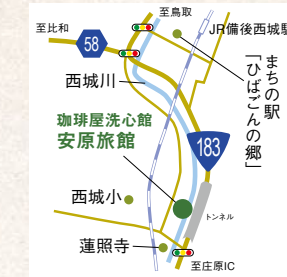 至鳥取
至比和
JR備後西城駅
58
まちの駅
「ひばごんの郷」
西城川
珈琲屋洗心館
安原旅館
183
西城小
トンネル
蓮照寺
至庄原IC